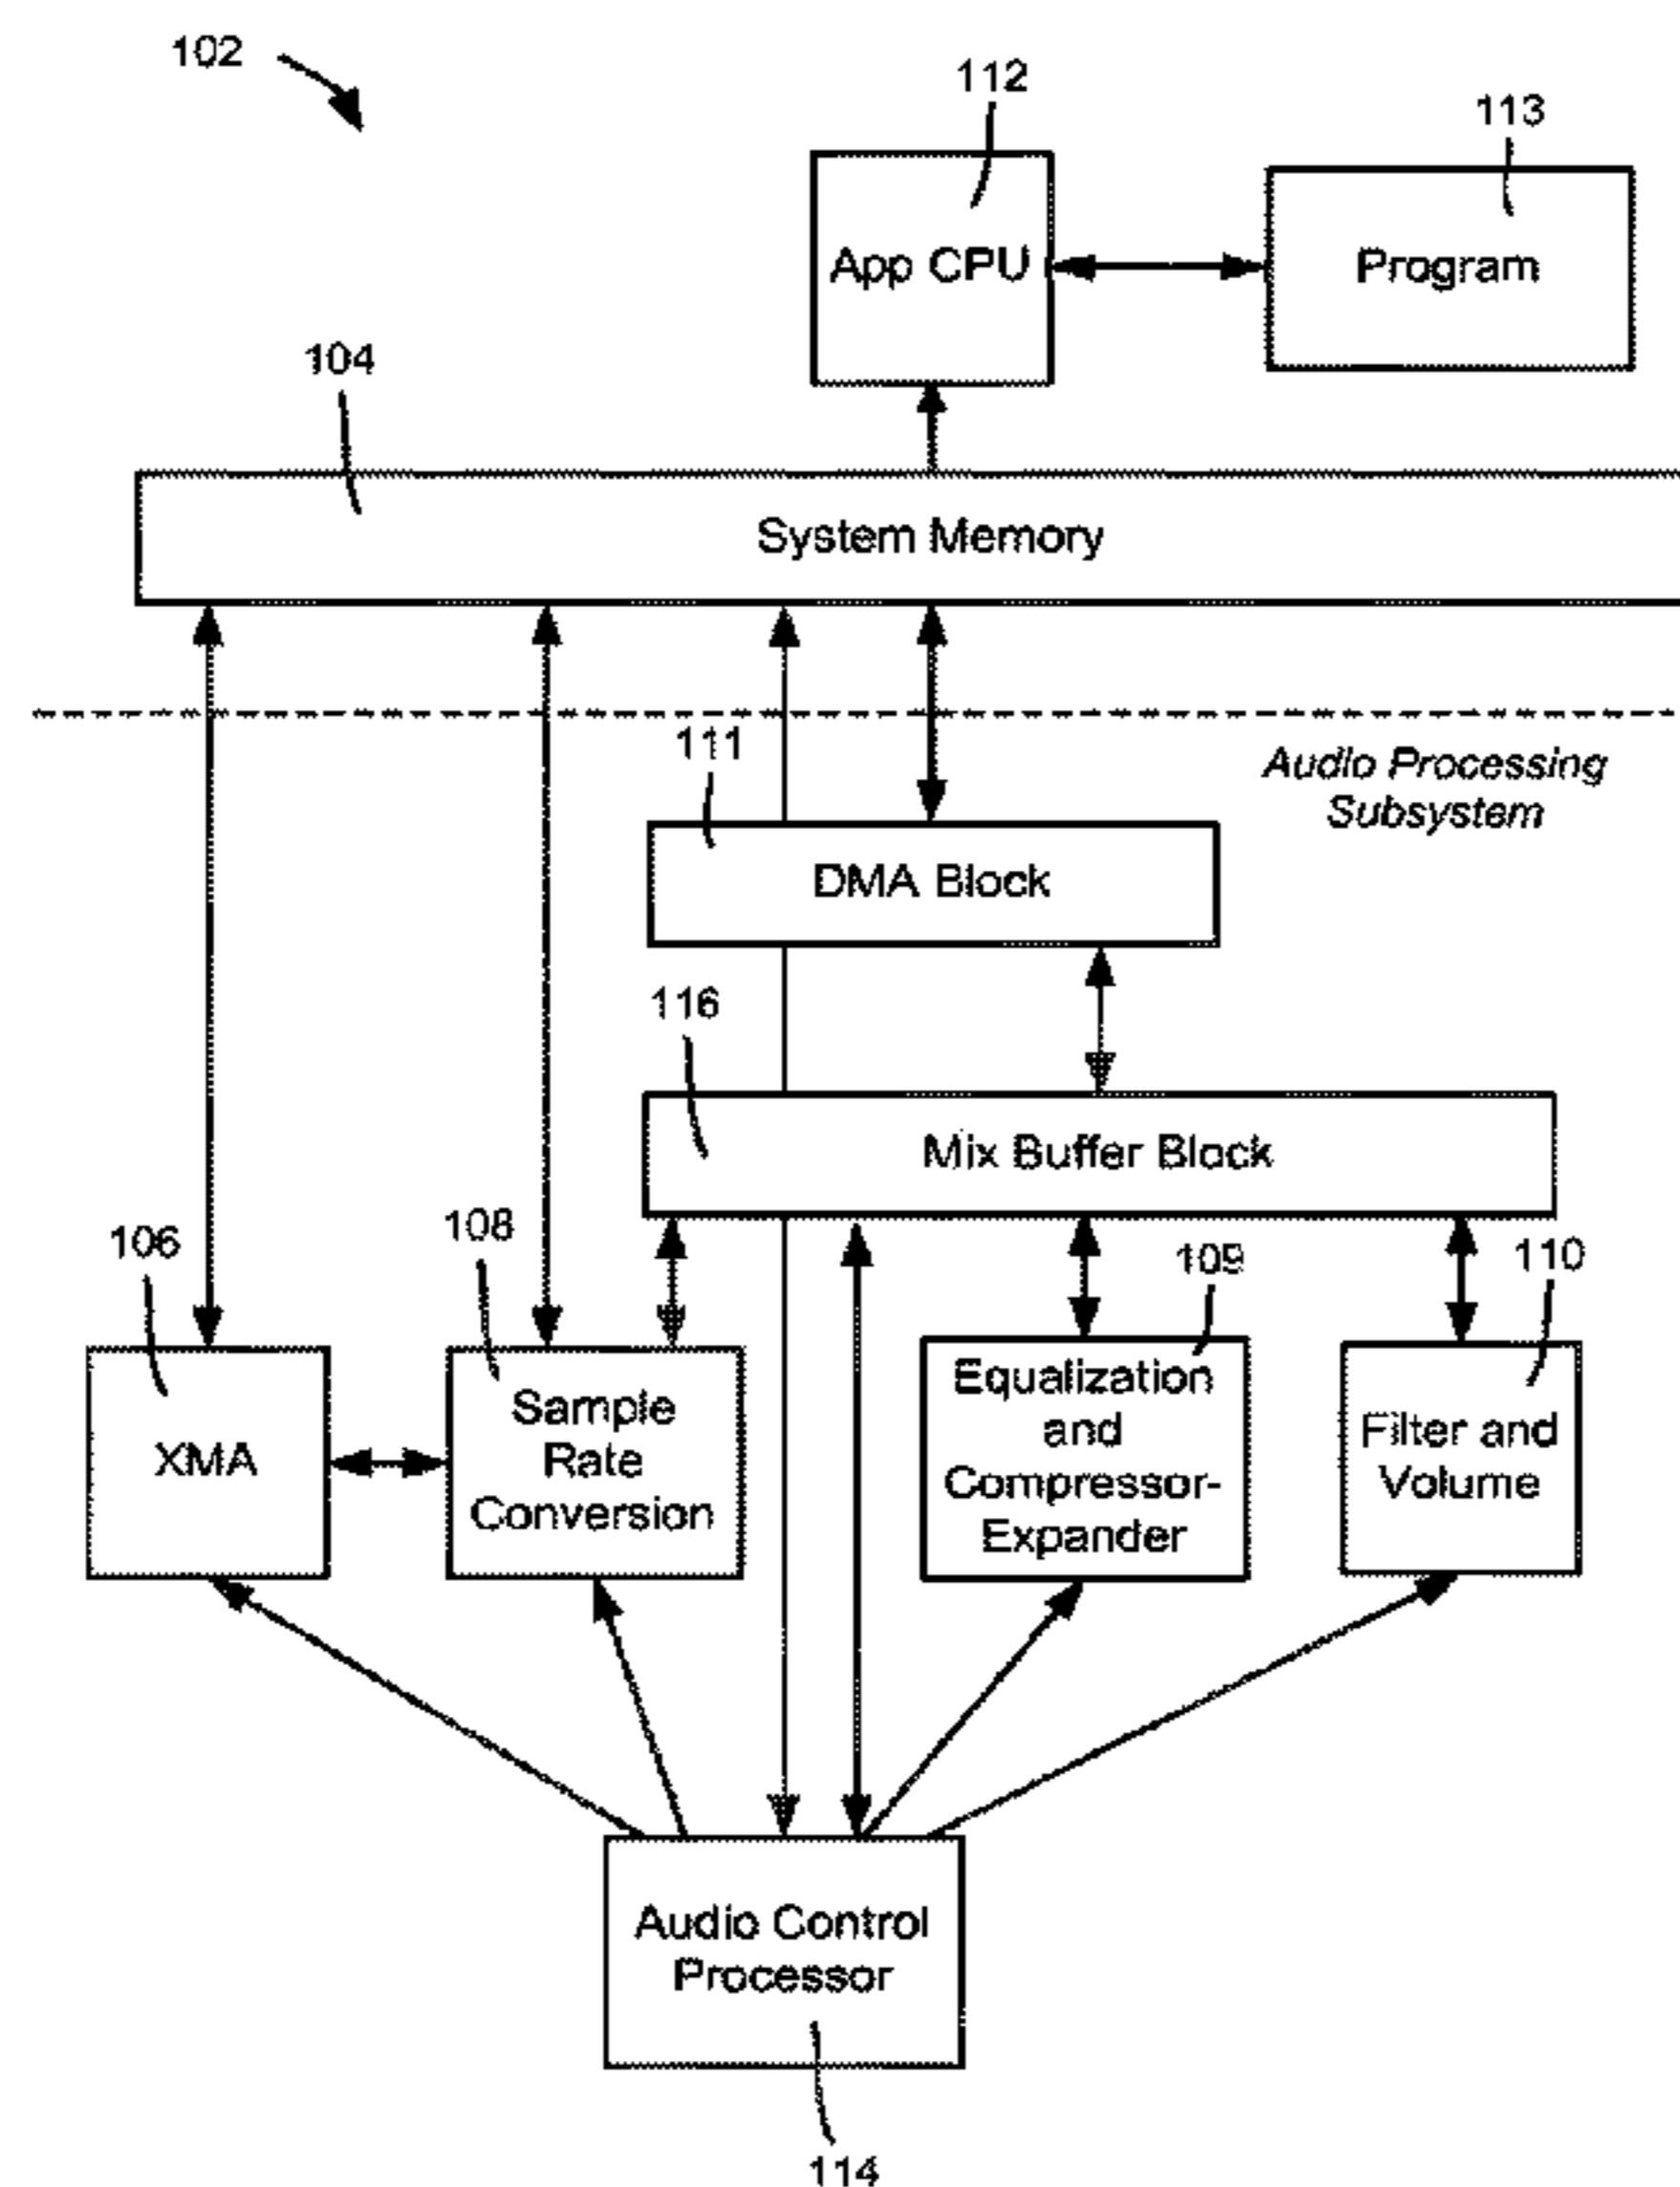 102
112
113
App CPU
Program
104
System Memory
111
Audio Processing
Subsystem
DMA Block
116
Mix Buffer Block
106
108
109
110
XMA
Sample
Rate
Conversion
Equalization
and
Compressor-
Expander
Filter and
Volume
Audio Control
Processor
114